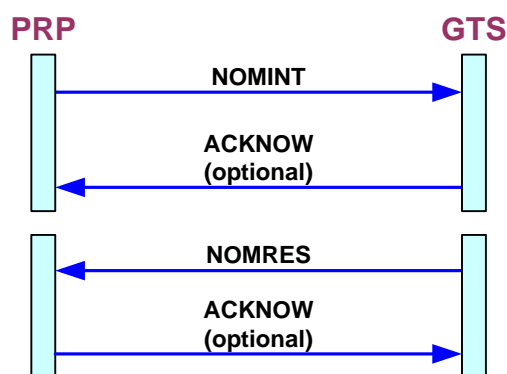 PRP GTS
NOMINT
ACKNOW
(optional)
NOMRES
ACKNOW
(optional)